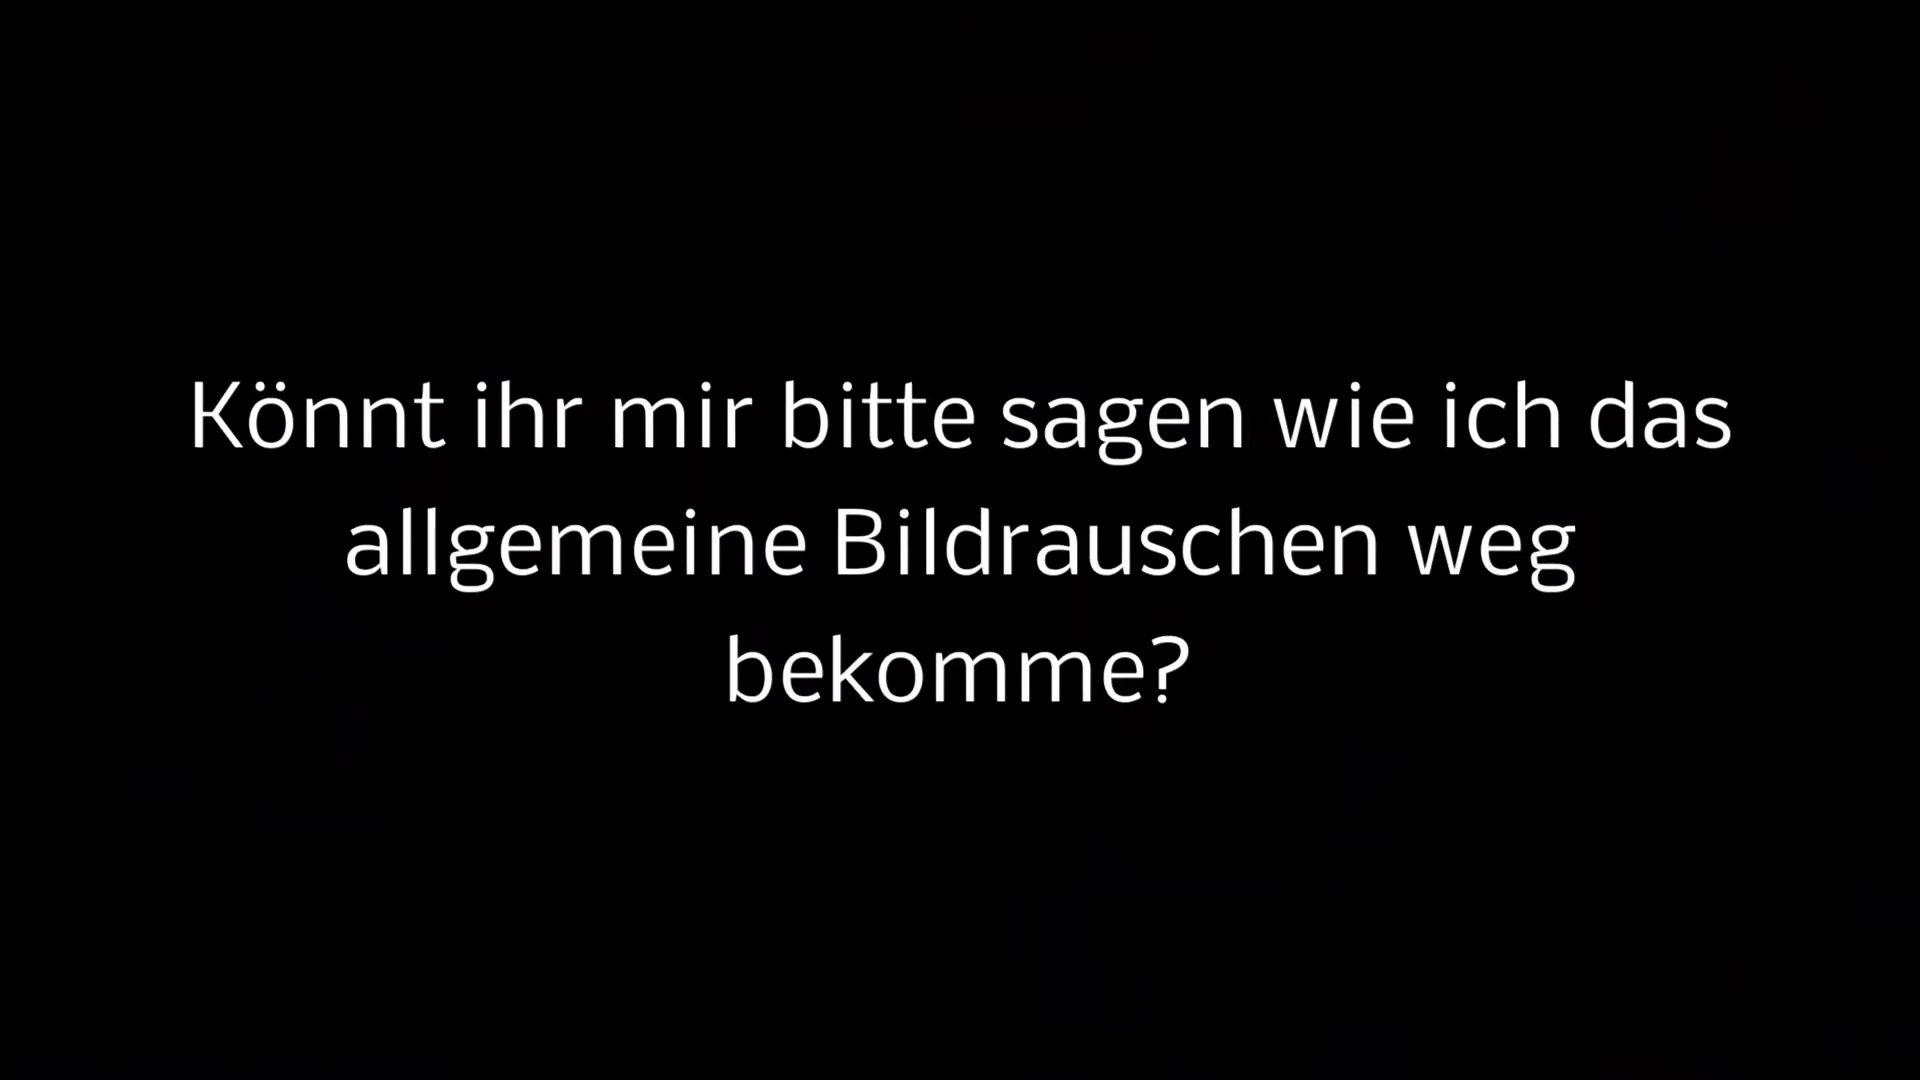 Könnt ihr mir bitte sagen wie ich das
allgemeine Bildrauschen weg
bekomme?